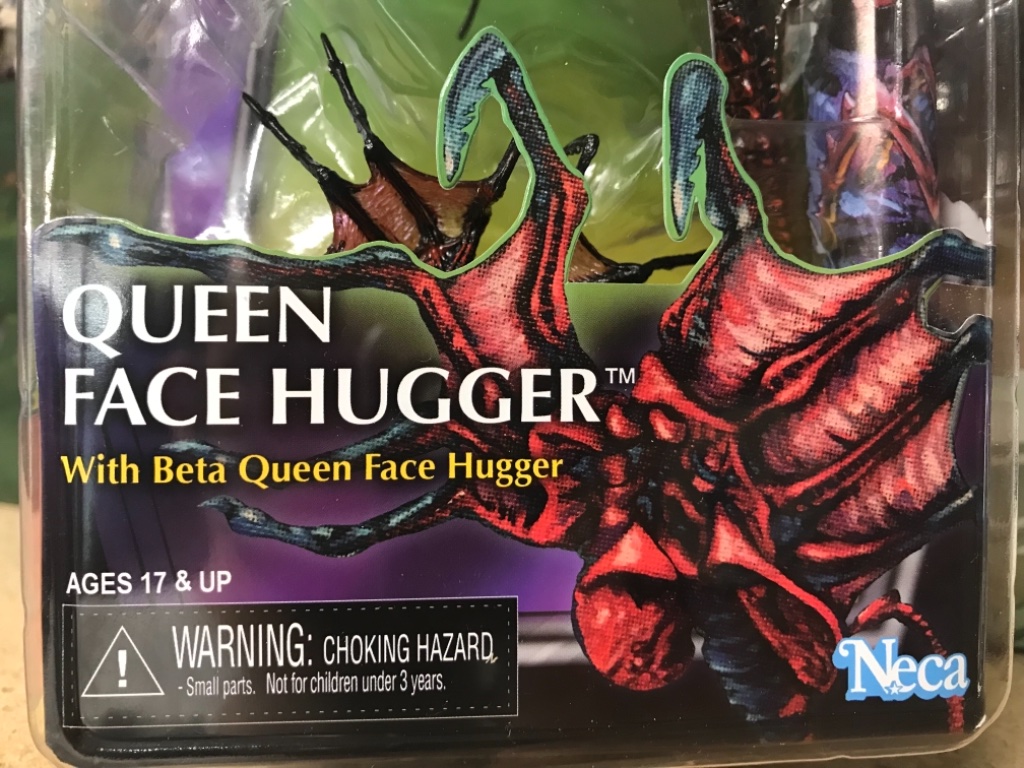 QUEEN
FACE HUGGER™
With Beta Queen Face Hugger
AGES 17 & UP
WARNING: CHOKING HAZARD
- Small parts. Not for children under 3 years.
Neca